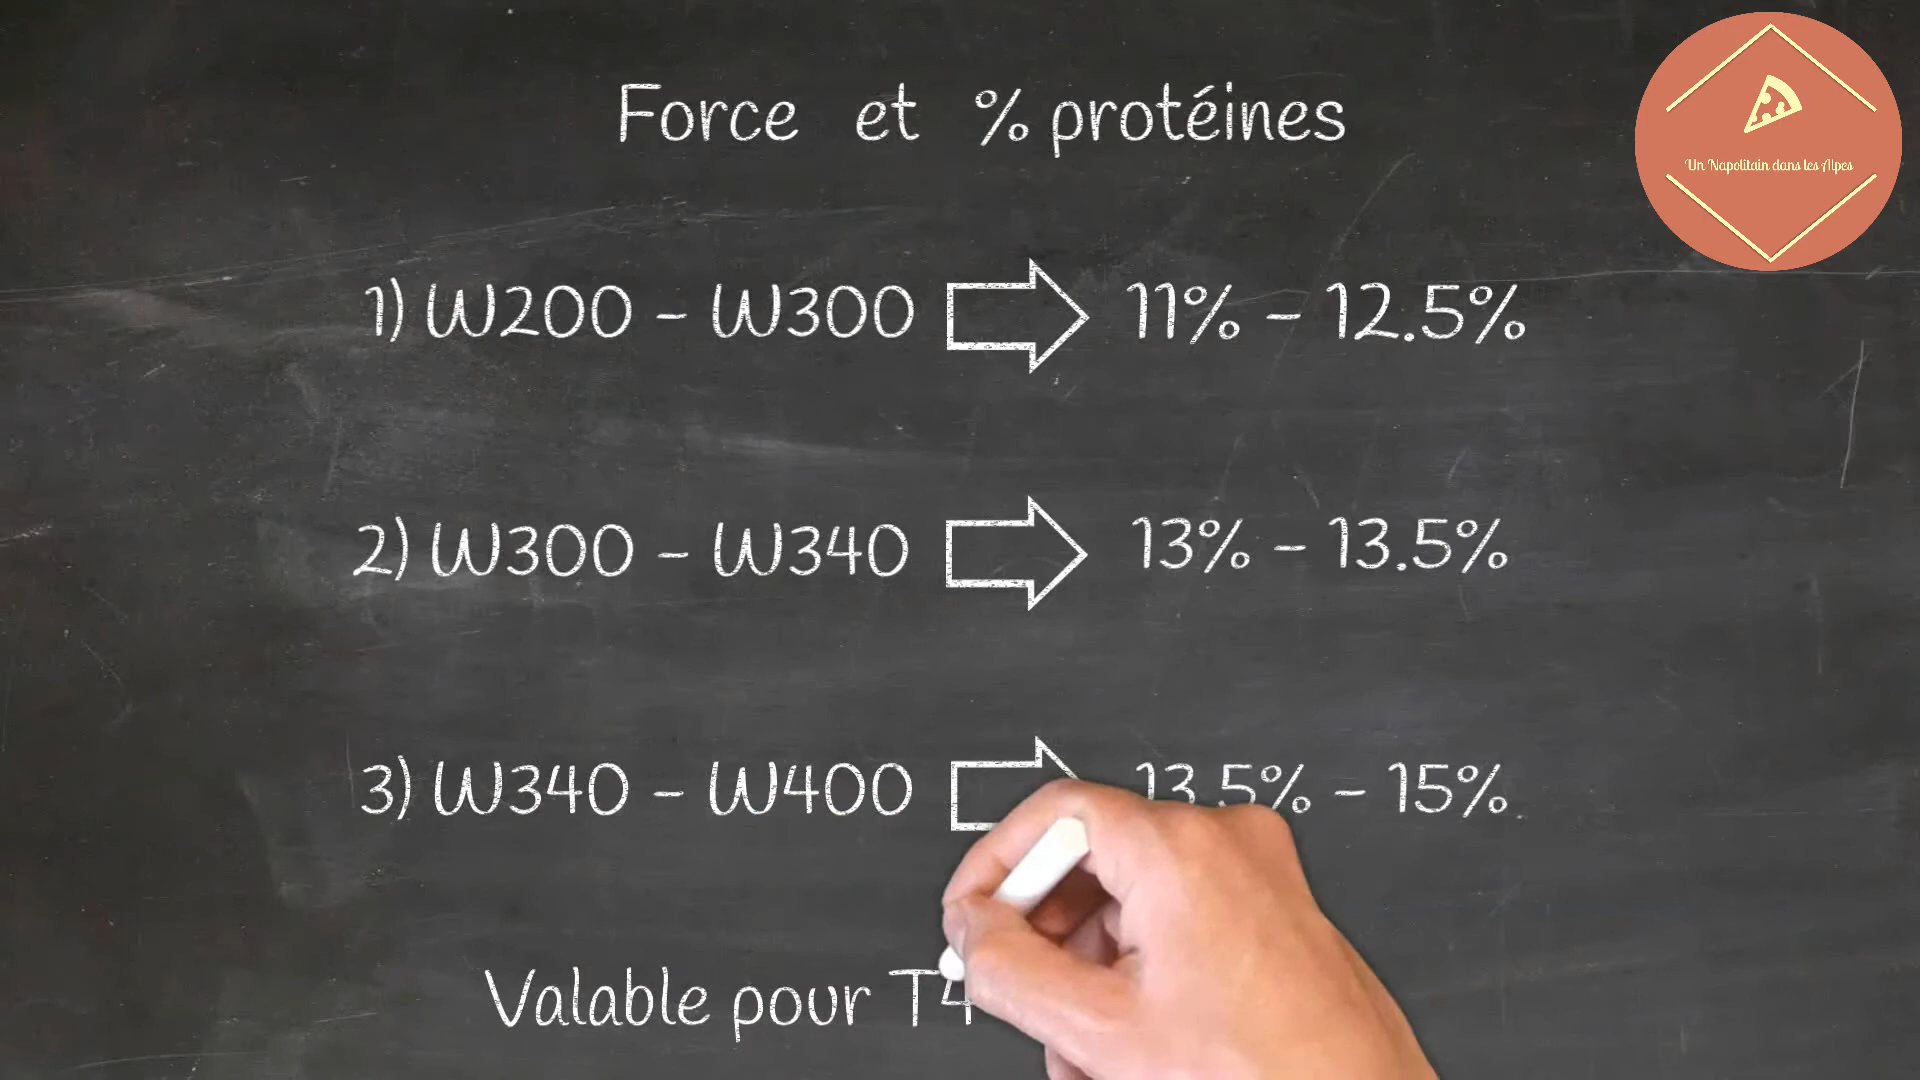 Force et % protéines
Un Napolitain dans les Alpes
1) W200 - W300 11% - 12.5%
2) W300 - W340 13% - 13.5%
3) W340 - W400 13.5% - 15%
Valable pour